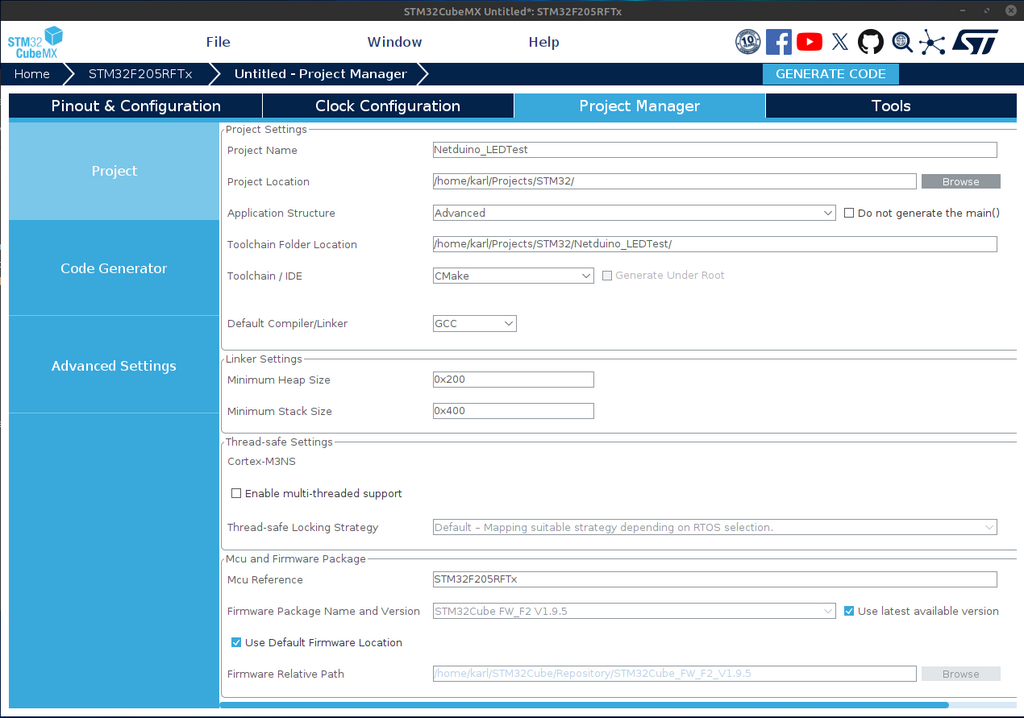 STM32CubeMX Untitled*: STM32F205RFTx
STM32
CubeMX
File
Window
Help
10
ST
Home
STM32F205RFTx
Untitled - Project Manager
GENERATE CODE
Pinout & Configuration
Clock Configuration
Project Manager
Tools
Project
Code Generator
Advanced Settings
Project Settings
Project Name
Netduino_LEDTest
Project Location
/home/karl/Projects/STM32/
Browse
Application Structure
Advanced
Do not generate the main()
Toolchain Folder Location
/home/karl/Projects/STM32/Netduino_LEDTest/
Toolchain / IDE
CMake
Generate Under Root
Default Compiler/Linker
GCC
Linker Settings
Minimum Heap Size
0x200
Minimum Stack Size
0x400
Thread-safe Settings
Cortex-M3NS
Enable multi-threaded support
Thread-safe Locking Strategy
Default – Mapping suitable strategy depending on RTOS selection.
Mcu and Firmware Package
Mcu Reference
STM32F205RFTx
Firmware Package Name and Version
STM32Cube FW_F2 V1.9.5
Use latest available version
Use Default Firmware Location
Firmware Relative Path
/home/karl/STM32Cube/Repository/STM32Cube_FW_F2_V1.9.5
Browse